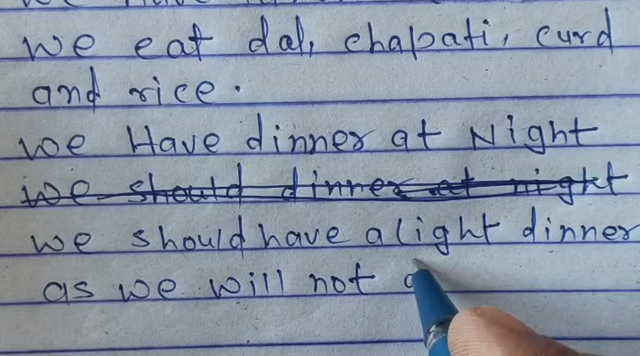 we eat dal, chapati, curd
and rice.
we Have dinner at Night
we should dinner at night
we should have a light dinner
as we will not